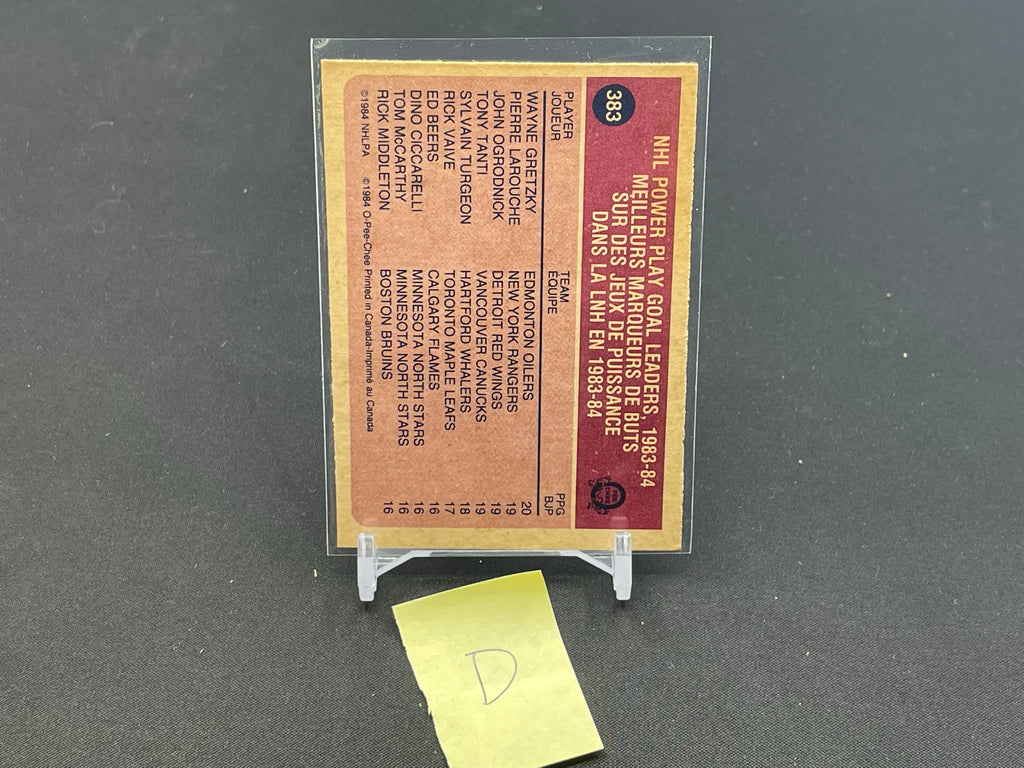 383
NHL POWER PLAY GOAL LEADERS, 1983-84
MEILLEURS MARQUEURS DE BUTS
SUR DES JEUX DE PUISSANCE
DANS LA LNH EN 1983-84
O PEE CHEE
PLAYER TEAM PPG
JOUEUR ÉQUIPE BJP
WAYNE GRETZKY EDMONTON OILERS 20
PIERRE LAROUCHE NEW YORK RANGERS 19
JOHN OGRODNICK DETROIT RED WINGS 19
TONY TANTI VANCOUVER CANUCKS 19
SYLVAIN TURGEON HARTFORD WHALERS 18
RICK VAIVE TORONTO MAPLE LEAFS 17
ED BEERS CALGARY FLAMES 16
DINO CICCARELLI MINNESOTA NORTH STARS 16
TOM McCARTHY MINNESOTA NORTH STARS 16
RICK MIDDLETON BOSTON BRUINS 16
©1984 NHLPA ©1984 O-Pee-Chee Printed in Canada-Imprimé au Canada
D